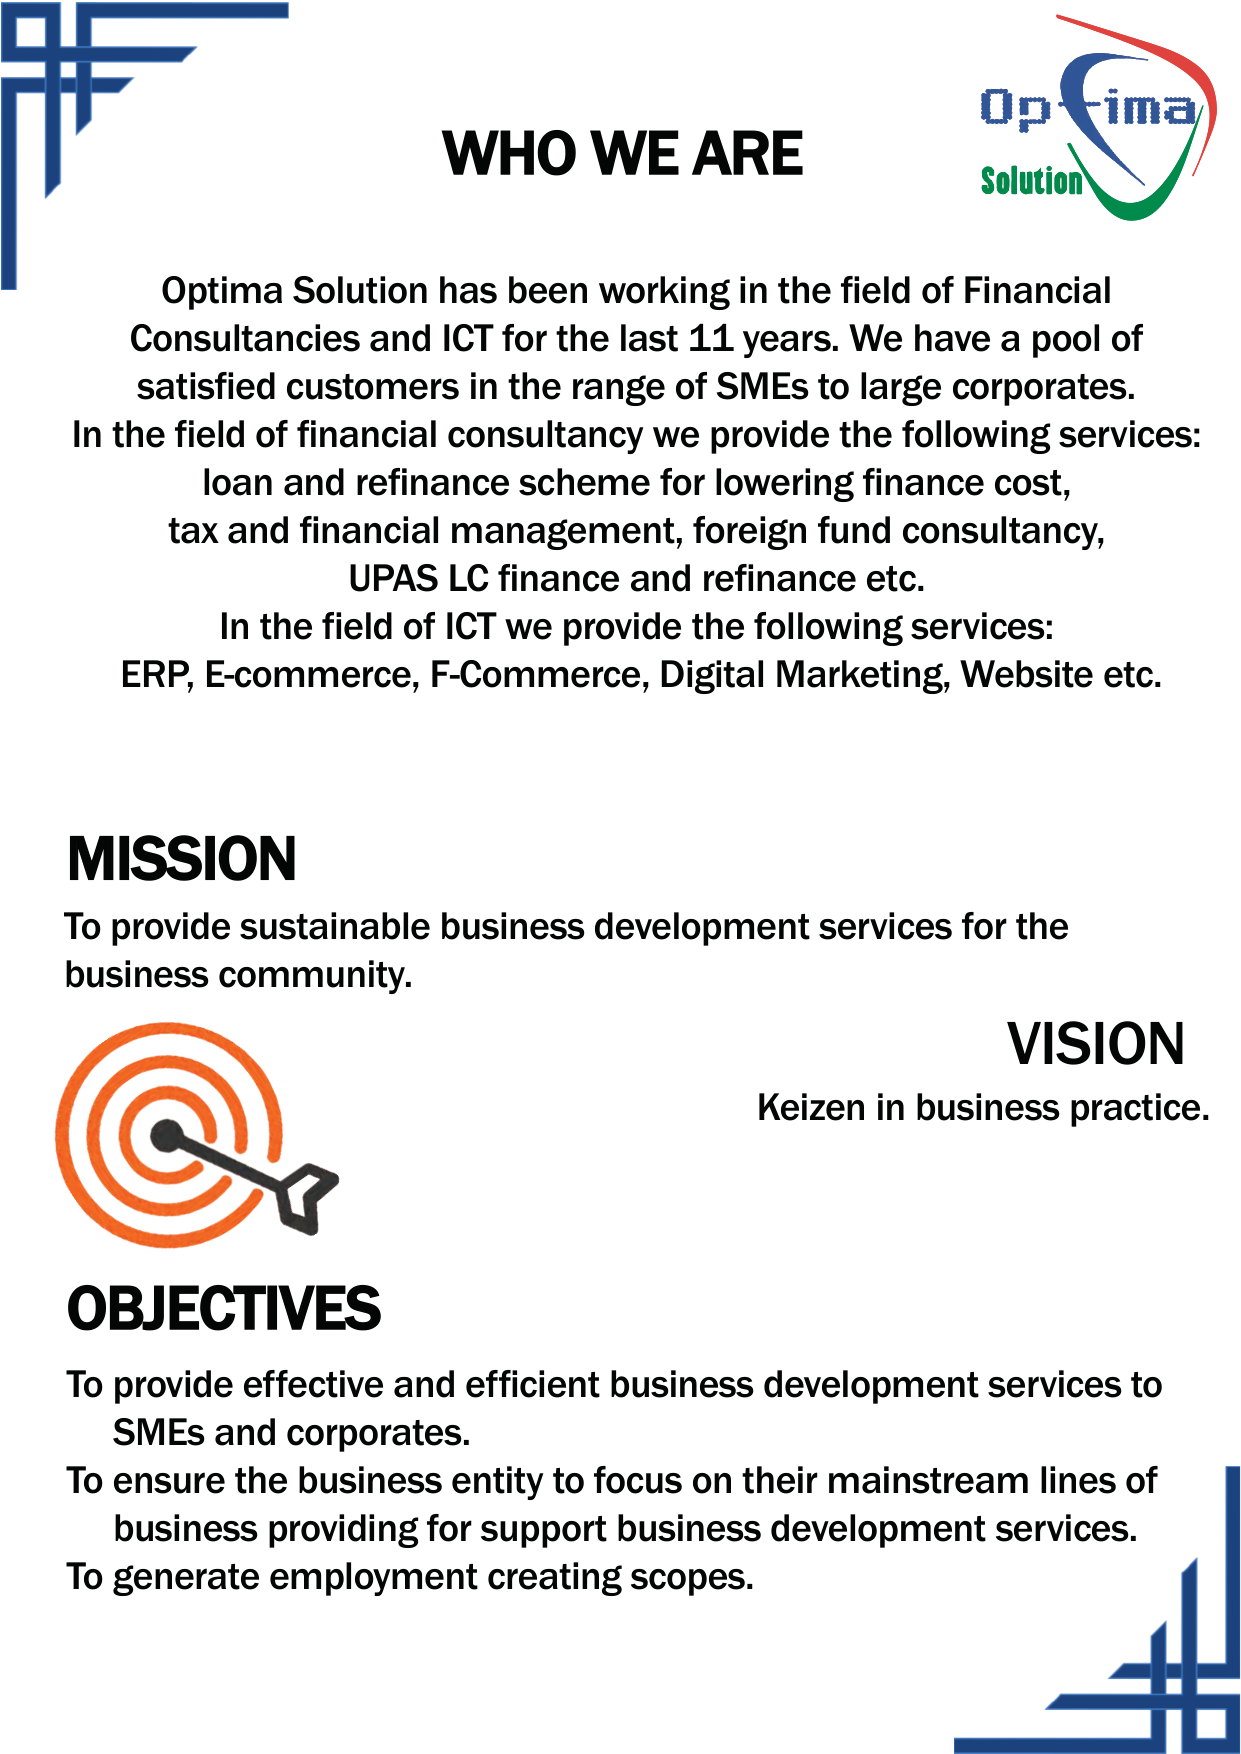 Optima
Solution
WHO WE ARE
Optima Solution has been working in the field of Financial
Consultancies and ICT for the last 11 years. We have a pool of
satisfied customers in the range of SMEs to large corporates.
In the field of financial consultancy we provide the following services:
loan and refinance scheme for lowering finance cost,
tax and financial management, foreign fund consultancy,
UPAS LC finance and refinance etc.
In the field of ICT we provide the following services:
ERP, E-commerce, F-Commerce, Digital Marketing, Website etc.
MISSION
To provide sustainable business development services for the
business community.
VISION
Keizen in business practice.
OBJECTIVES
To provide effective and efficient business development services to
SMEs and corporates.
To ensure the business entity to focus on their mainstream lines of
business providing for support business development services.
To generate employment creating scopes.